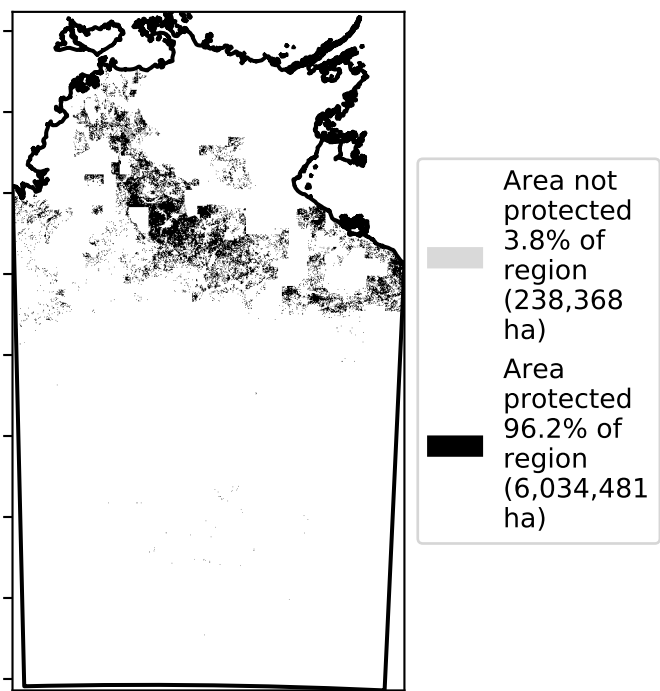 Area not
protected
3.8% of
region
(238,368
ha)
Area
protected
96.2% of
region
(6,034,481
ha)